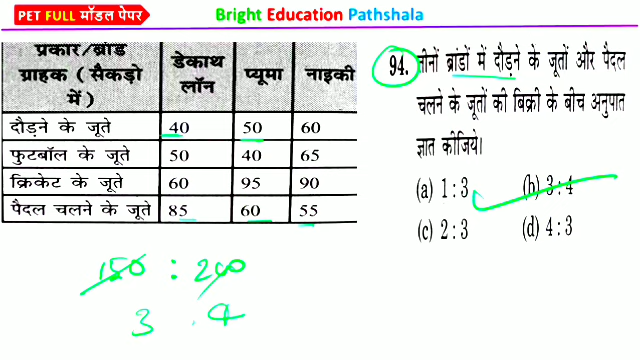 PET FULL मॉडल पेपर
Bright Education Pathshala
प्रकार/ब्रांड ग्राहक (सैकड़ो में) डेकाथलॉन प्यूमा नाइकी
दौड़ने के जूते 40 50 60
फुटबॉल के जूते 50 40 65
क्रिकेट के जूते 60 95 90
पैदल चलने के जूते 85 60 55
150 : 200
3 4
94. तीनों ब्रांडों में दौड़ने के जूतों और पैदल
चलने के जूतों की बिक्री के बीच अनुपात
ज्ञात कीजिये।
(a) 1 : 3 (b) 3 : 4
(c) 2 : 3 (d) 4 : 3